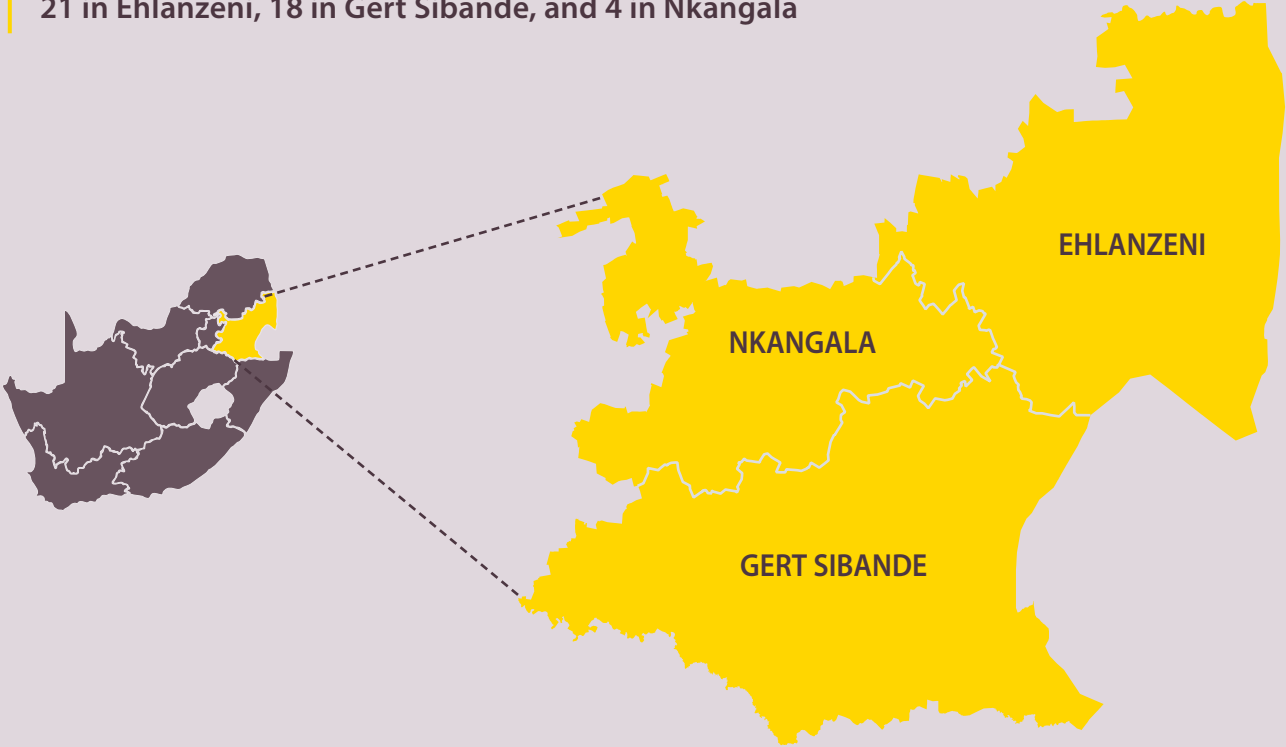 21 in Ehlanzeni, 18 in Gert Sibande, and 4 in Nkangala
EHLANZENI
NKANGALA
GERT SIBANDE